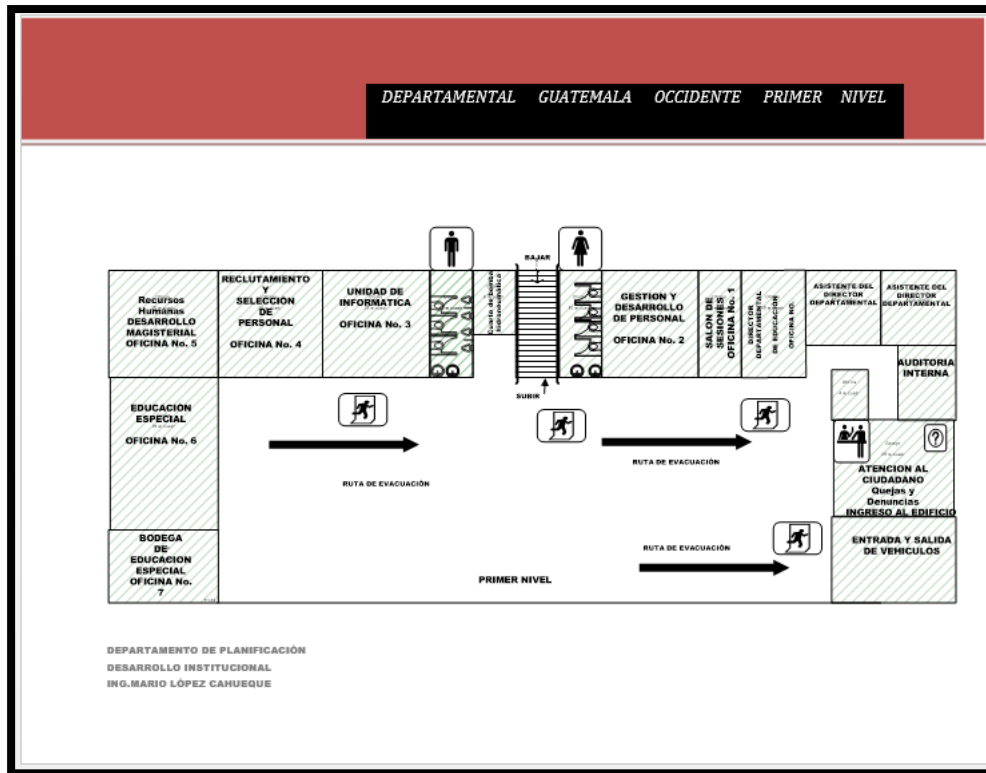 DEPARTAMENTAL GUATEMALA OCCIDENTE PRIMER NIVEL
BAJAR
Recursos
Humanas
DESARROLLO
MAGISTERIAL
OFICINA No. 5
RECLUTAMIENTO
Y
SELECCIÓN
DE
PERSONAL
OFICINA No. 4
UNIDAD DE
INFORMATICA
OFICINA No. 3
GESTION Y
DESARROLLO
DE PERSONAL
OFICINA No. 2
SALON DE
SESIONES
OFICINA No. 1
DIRECTOR
DEPARTAMENTAL
DE EDUCACIÓN
OFICINA NO.
ASISTENTE DEL
DIRECTOR
DEPARTAMENTAL
ASISTENTE DEL
DIRECTOR
DEPARTAMENTAL
AUDITORIA
INTERNA
SUBIR
EDUCACIÓN
ESPECIAL
OFICINA No. 6
RUTA DE EVACUACIÓN
RUTA DE EVACUACIÓN
?
ATENCION AL
CIUDADANO
Quejas y
Denuncias
INGRESO AL EDIFICIO
BODEGA
DE
EDUCACION
ESPECIAL
OFICINA No.
7
RUTA DE EVACUACIÓN
ENTRADA Y SALIDA
DE VEHICULOS
PRIMER NIVEL
DEPARTAMENTO DE PLANIFICACIÓN
DESARROLLO INSTITUCIONAL
ING.MARIO LÓPEZ CAHUEQUE